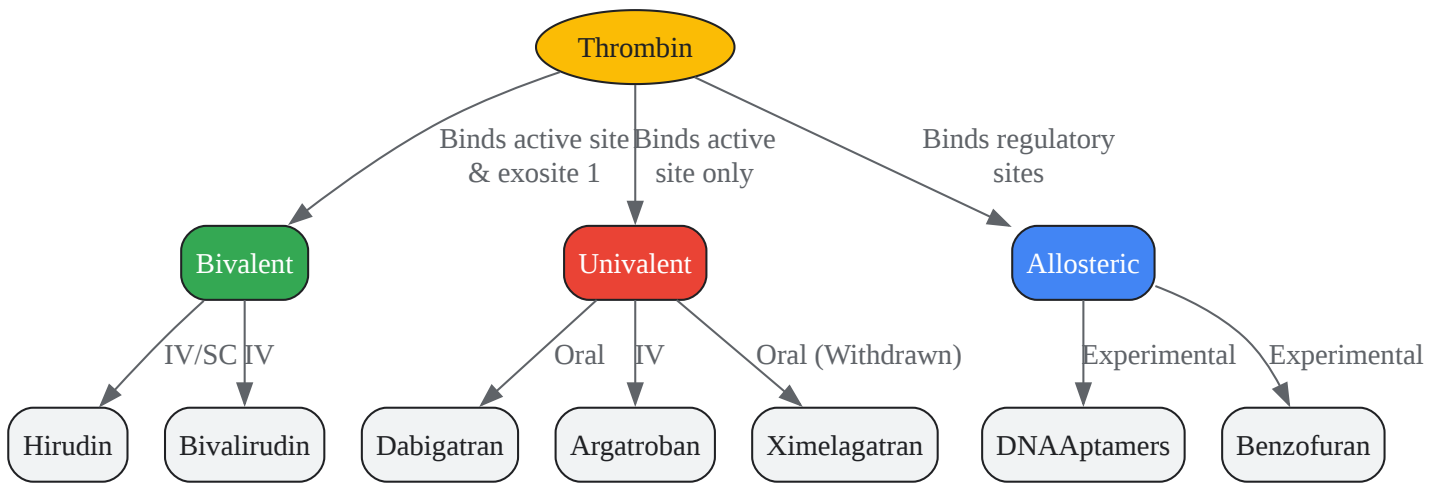 Thrombin
Binds active site
& exosite 1
Binds active
site only
Binds regulatory
sites
Bivalent
Univalent
Allosteric
IV/SC
IV
Oral
IV
Oral (Withdrawn)
Experimental
Experimental
Hirudin
Bivalirudin
Dabigatran
Argatroban
Ximelagatran
DNAAptamers
Benzofuran